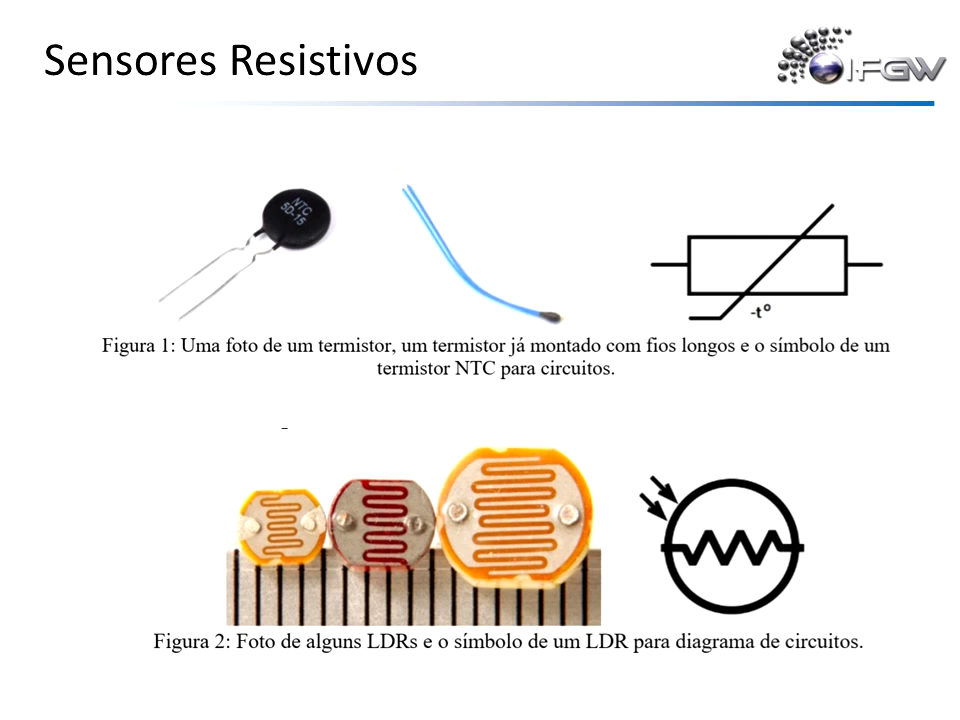 Sensores Resistivos
IFGW
NTC
5D-15
-t°
Figura 1: Uma foto de um termistor, um termistor já montado com fios longos e o símbolo de um
termistor NTC para circuitos.
Figura 2: Foto de alguns LDRs e o símbolo de um LDR para diagrama de circuitos.